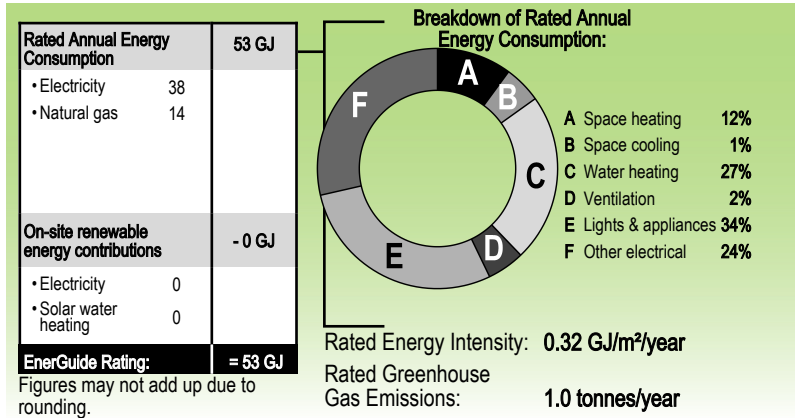 Rated Annual Energy
Consumption
53 GJ
• Electricity 38
• Natural gas 14
On-site renewable
energy contributions
- 0 GJ
• Electricity 0
• Solar water
heating 0
EnerGuide Rating: = 53 GJ
Figures may not add up due to
rounding.
Breakdown of Rated Annual
Energy Consumption:
A
B
C
D
E
F
A Space heating 12%
B Space cooling 1%
C Water heating 27%
D Ventilation 2%
E Lights & appliances 34%
F Other electrical 24%
Rated Energy Intensity: 0.32 GJ/m²/year
Rated Greenhouse
Gas Emissions: 1.0 tonnes/year